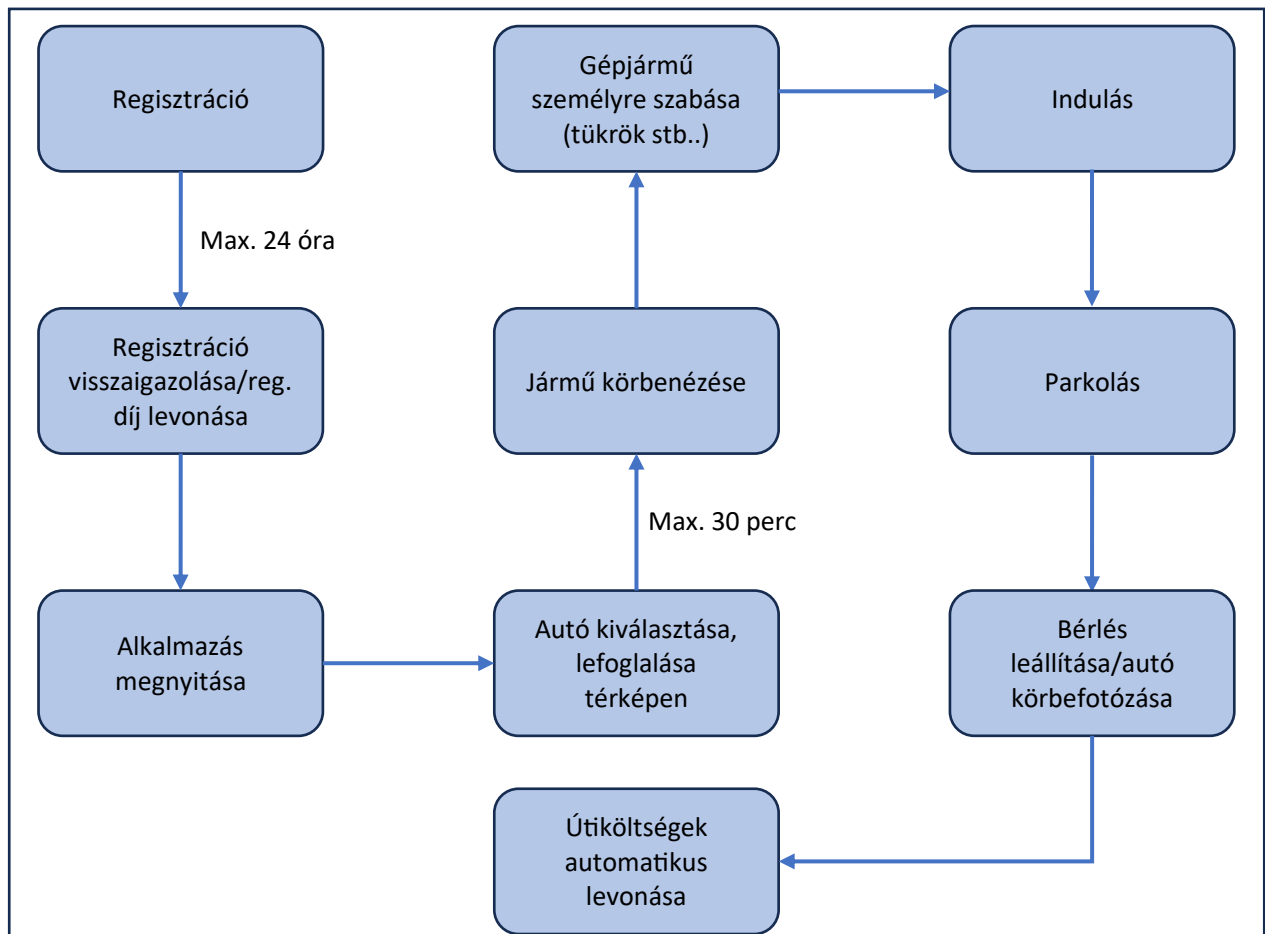 Regisztráció
Max. 24 óra
Regisztráció
visszaigazolása/reg.
díj levonása
Alkalmazás
megnyitása
Autó kiválasztása,
lefoglalása
térképen
Max. 30 perc
Jármű körbenézése
Gépjármű
személyre szabása
(tükrök stb..)
Indulás
Parkolás
Bérlés
leállítása/autó
körbefotózása
Útiköltségek
automatikus
levonása